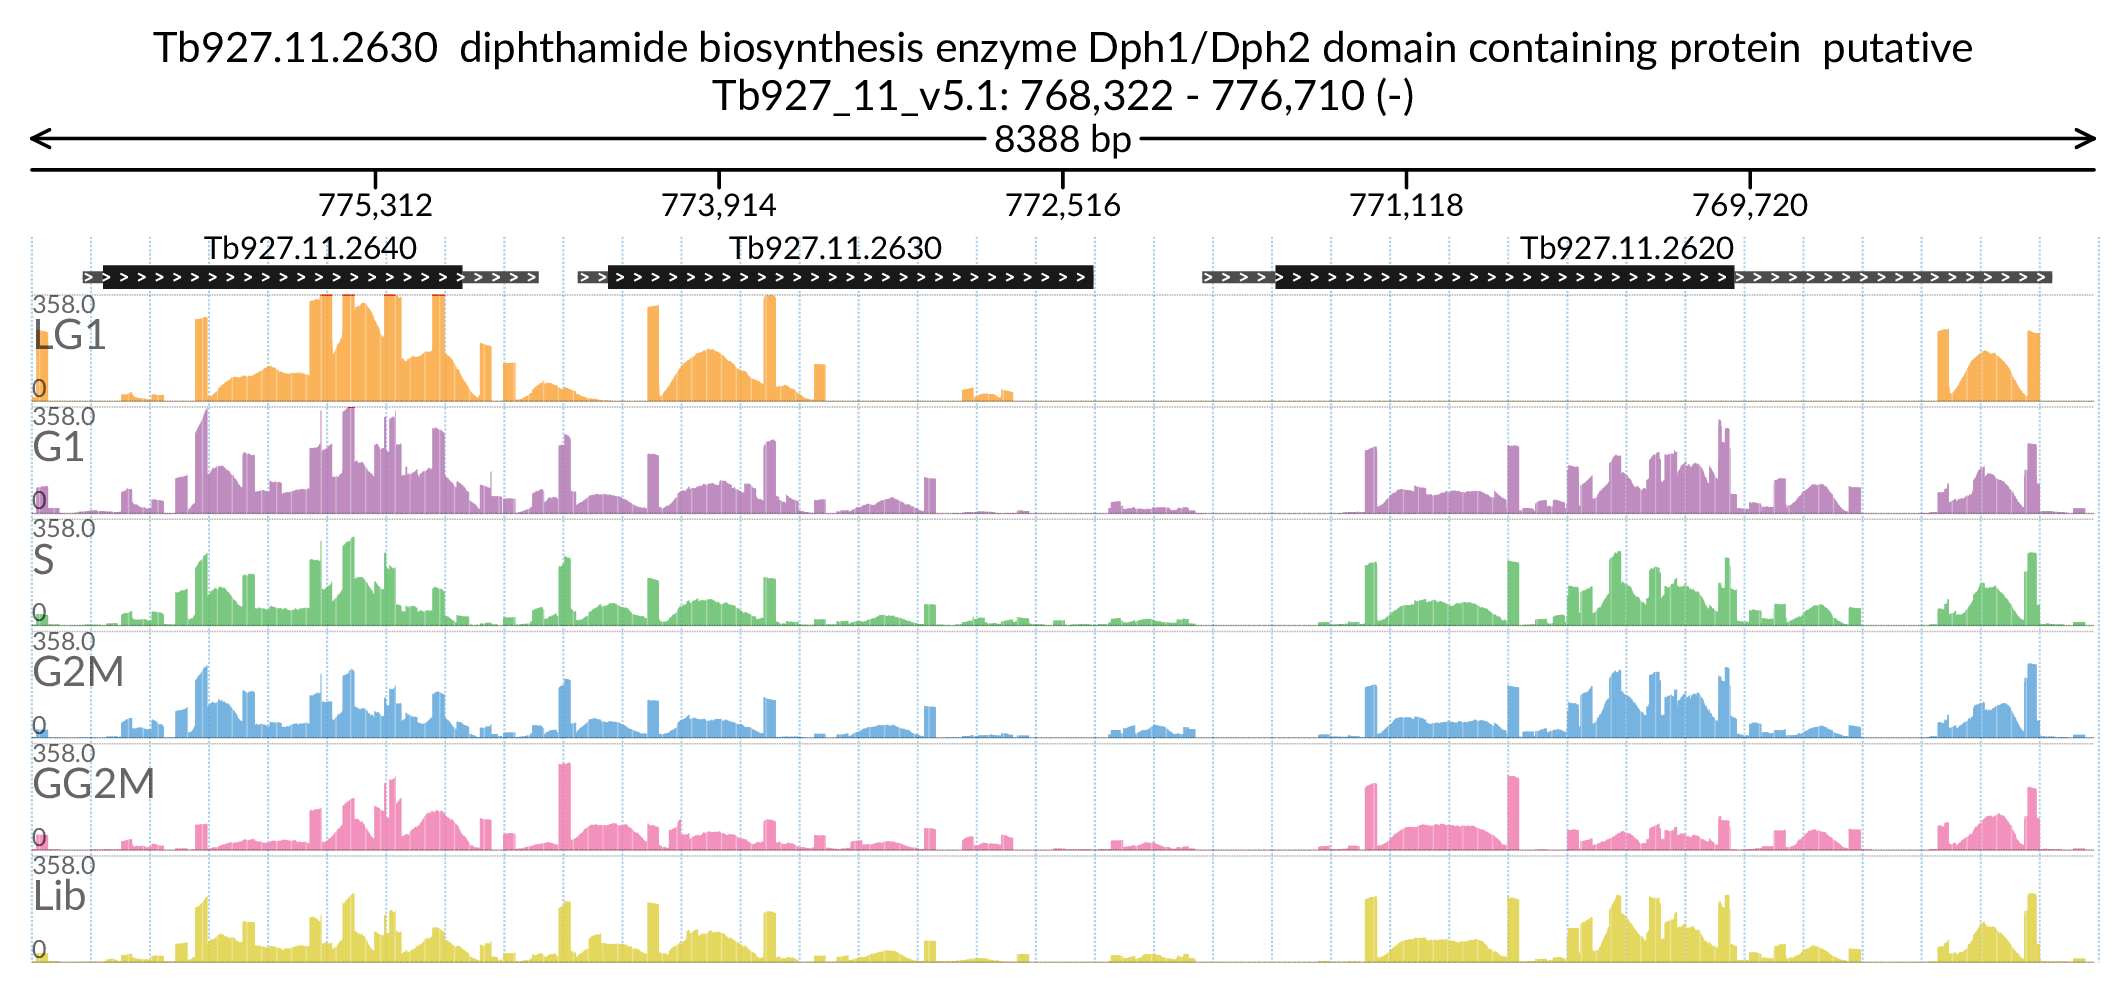 Tb927.11.2630  diphthamide biosynthesis enzyme Dph1/Dph2 domain containing protein  putative
Tb927_11_v5.1: 768,322 - 776,710 (-)
8388 bp
775,312 773,914 772,516 771,118 769,720
Tb927.11.2640 Tb927.11.2630 Tb927.11.2620
358.0
LG1
0
358.0
G1
0
358.0
S
0
358.0
G2M
0
358.0
GG2M
0
358.0
Lib
0